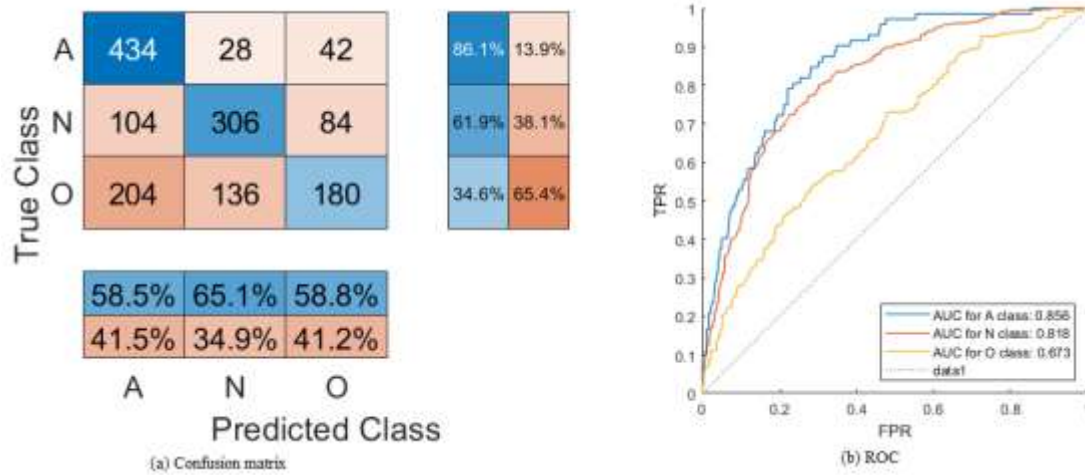 A 434 28 42 86.1% 13.9%
N 104 306 84 61.9% 38.1%
O 204 136 180 34.6% 65.4%
True Class
58.5% 65.1% 58.8%
41.5% 34.9% 41.2%
A N O
Predicted Class
(a) Confusion matrix
1
0.9
0.8
0.7
0.6
0.5
0.4
0.3
0.2
0.1
0
TPR
AUC for A class: 0.856
AUC for N class: 0.818
AUC for O class: 0.673
data1
0 0.2 0.4 0.6 0.8 1
FPR
(b) ROC